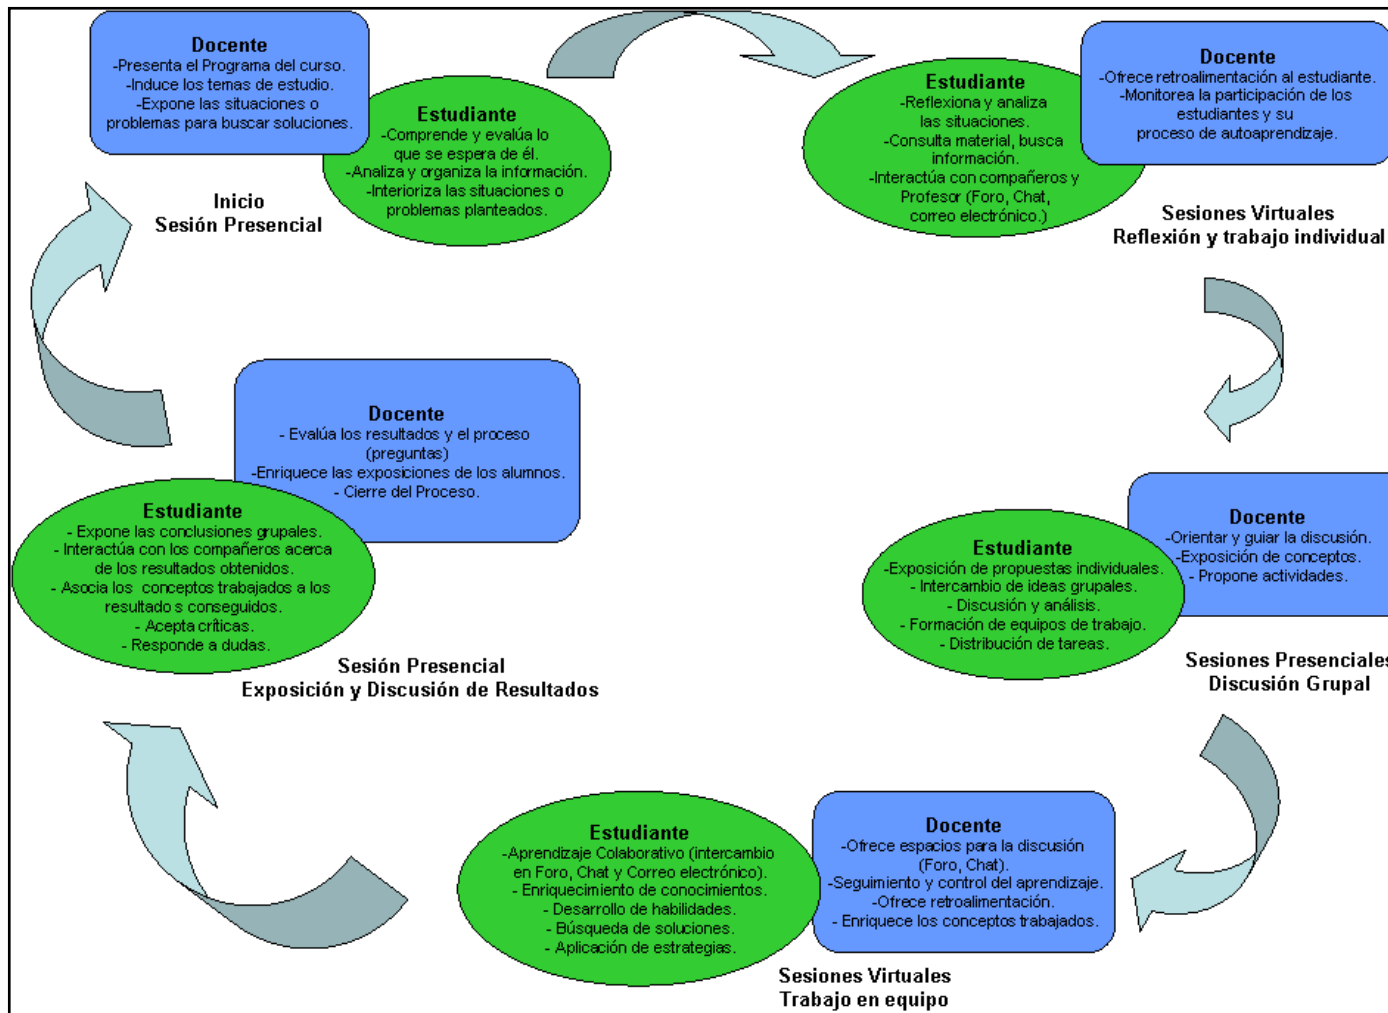 Docente
-Presenta el Programa del curso.
-Induce los temas de estudio.
-Expone las situaciones o
problemas para buscar soluciones.
Estudiante
-Comprende y evalúa lo
que se espera de él.
-Analiza y organiza la información.
-Interioriza las situaciones o
problemas planteados.
Inicio
Sesión Presencial
Estudiante
-Reflexiona y analiza
las situaciones.
-Consulta material, busca
información.
-Interactúa con compañeros y
Profesor (Foro, Chat,
correo electrónico.)
Docente
-Ofrece retroalimentación al estudiante.
-Monitorea la participación de los
estudiantes y su
proceso de autoaprendizaje.
Sesiones Virtuales
Reflexión y trabajo individual
Docente
-Orientar y guiar la discusión.
-Exposición de conceptos.
- Propone actividades.
Estudiante
-Exposición de propuestas individuales.
- Intercambio de ideas grupales.
- Discusión y análisis.
- Formación de equipos de trabajo.
- Distribución de tareas.
Sesiones Presenciales
Discusión Grupal
Estudiante
-Aprendizaje Colaborativo (intercambio
en Foro, Chat y Correo electrónico).
- Enriquecimiento de conocimientos.
- Desarrollo de habilidades.
- Búsqueda de soluciones.
- Aplicación de estrategias.
Docente
-Ofrece espacios para la discusión
(Foro, Chat).
-Seguimiento y control del aprendizaje.
-Ofrece retroalimentación.
- Enriquece los conceptos trabajados.
Sesiones Virtuales
Trabajo en equipo
Docente
- Evalúa los resultados y el proceso
(preguntas)
-Enriquece las exposiciones de los alumnos.
- Cierre del Proceso.
Estudiante
- Expone las conclusiones grupales.
- Interactúa con los compañeros acerca
de los resultados obtenidos.
- Asocia los  conceptos trabajados a los
resultado s conseguidos.
- Acepta críticas.
- Responde a dudas.
Sesión Presencial
Exposición y Discusión de Resultados